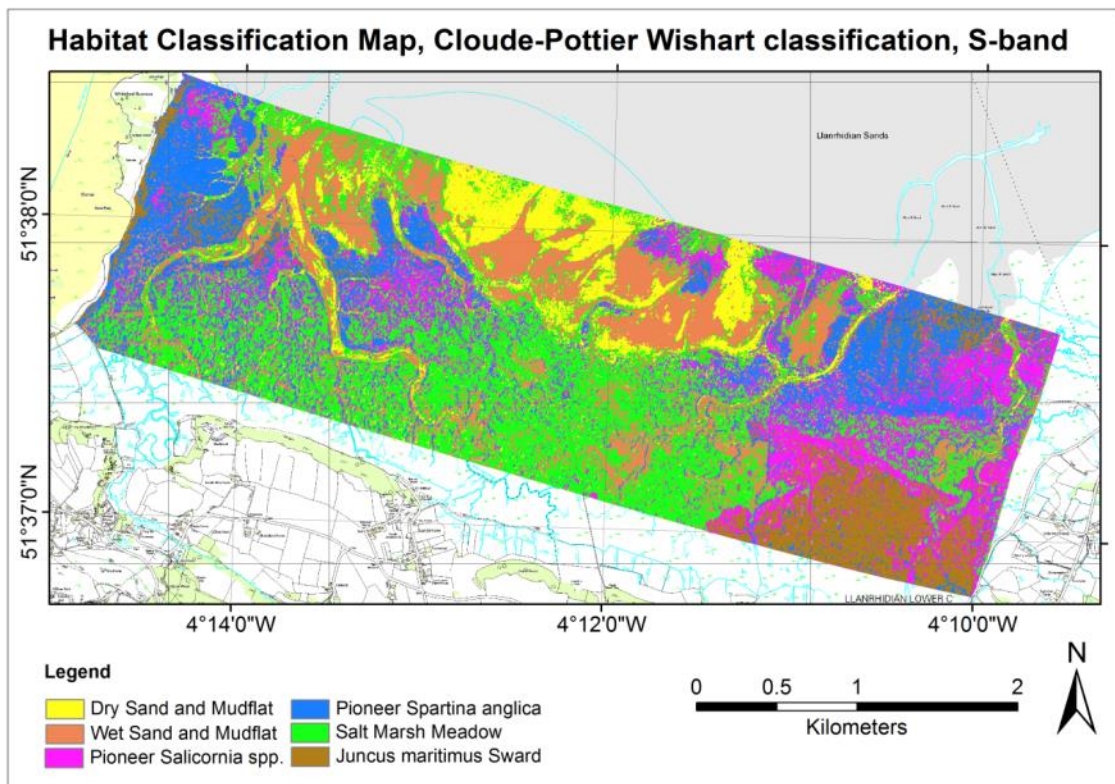 Habitat Classification Map, Cloude-Pottier Wishart classification, S-band
Llanrhidian Sands
51°38'0"N
51°37'0"N
LLANRHIDIAN LOWER C
4°14'0"W
4°12'0"W
4°10'0"W
Legend
Dry Sand and Mudflat
Wet Sand and Mudflat
Pioneer Salicornia spp.
Pioneer Spartina anglica
Salt Marsh Meadow
Juncus maritimus Sward
0 0.5 1 2
Kilometers
N